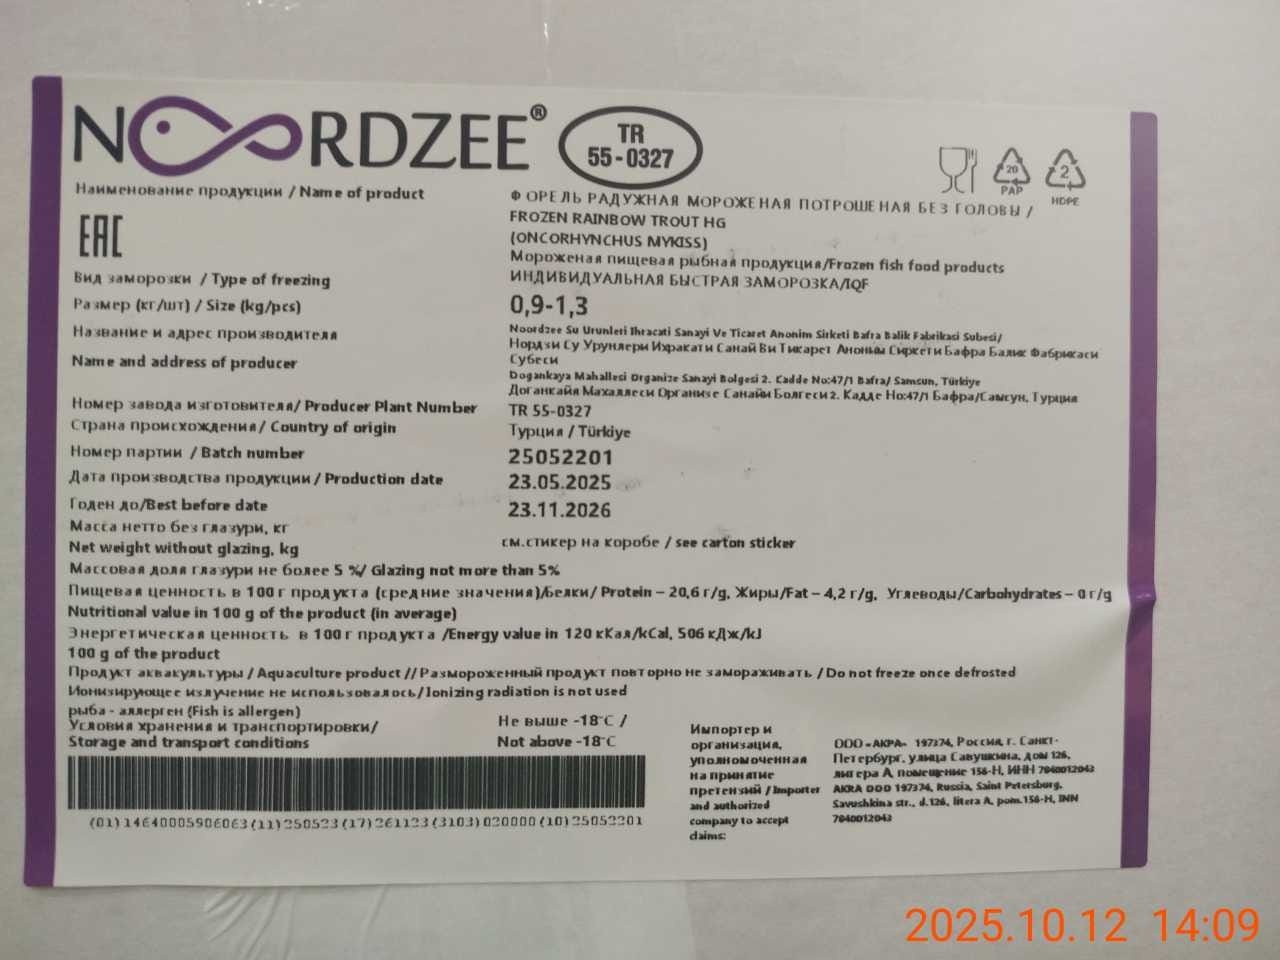 NOORDZEE®
TR
55-0327
20
PAP
2
HDPE
Наименование продукции / Name of product
ФОРЕЛЬ РАДУЖНАЯ МОРОЖЕНАЯ ПОТРОШЕНАЯ БЕЗ ГОЛОВЫ /
FROZEN RAINBOW TROUT HG
(ONCORHYNCHUS MYKISS)
Мороженая пищевая рыбная продукция/Frozen fish food products
EAC
Вид заморозки / Type of freezing
ИНДИВИДУАЛЬНАЯ БЫСТРАЯ ЗАМОРОЗКА/IQF
Размер (кг/шт) / Size (kg/pcs)
0,9-1,3
Название и адрес производителя
Name and address of producer
Noordzee Su Urunleri Ihracati Sanayi Ve Ticaret Anonim Sirketi Bafra Balik Fabrikasi Subesi/
Нордзи Су Урунлери Ихракати Санайи Ви Тикарет Аноным Сиркети Бафра Балик Фабрикаси
Субеси
Dogankaya Mahallesi Organize Sanayi Bolgesi 2. Cadde No:47/1 Bafra/ Samsun, Türkiye
Доганкайя Махаллеси Органисе Санайы Болгеси 2. Кадде Но:47/1 Бафра/Самсун, Турция
Номер завода изготовителя/ Producer Plant Number
TR 55-0327
Страна происхождения/ Country of origin
Турция / Türkiye
Номер партии / Batch number
25052201
Дата производства продукции/ Production date
23.05.2025
Годен до/Best before date
23.11.2026
Масса нетто без глазури, кг
Net weight without glazing, kg
см.стикер на коробе / see carton sticker
Массовая доля глазури не более 5 %/ Glazing not more than 5%
Пищевая ценность в 100 г продукта (средние значения)/Белки/ Protein – 20,6 г/g, Жиры/Fat – 4,2 г/g, Углеводы/Carbohydrates – 0 г/g
Nutritional value in 100 g of the product (in average)
Энергетическая ценность в 100 г продукта /Energy value in 120 кКал/kCal, 506 кДж/kJ
100 g of the product
Продукт аквакультуры / Aquaculture product //Размороженный продукт повторно не замораживать / Do not freeze once defrosted
Ионизирующее излучение не использовалось/Ionizing radiation is not used
рыба - аллерген (Fish is allergen)
Условия хранения и транспортировки/
Storage and transport conditions
Не выше -18°C /
Not above -18°C
(01)14640005906063(11)250523(17)261123(3103)020000(10)25052201
Импортер и
организация,
уполномоченная
на принятие
претензий / Importer
and authorized
company to accept
claims:
ООО «АКРА» 197374, Россия, г. Санкт-
Петербург, улица Савушкина, дом 126,
литера А, помещение 156-Н, ИНН 7840012043
AKRA OOO 197374, Russia, Saint Petersburg,
Savushkina str., d.126, litera A, pom.156-H, INN
7840012043
2025.10.12 14:09